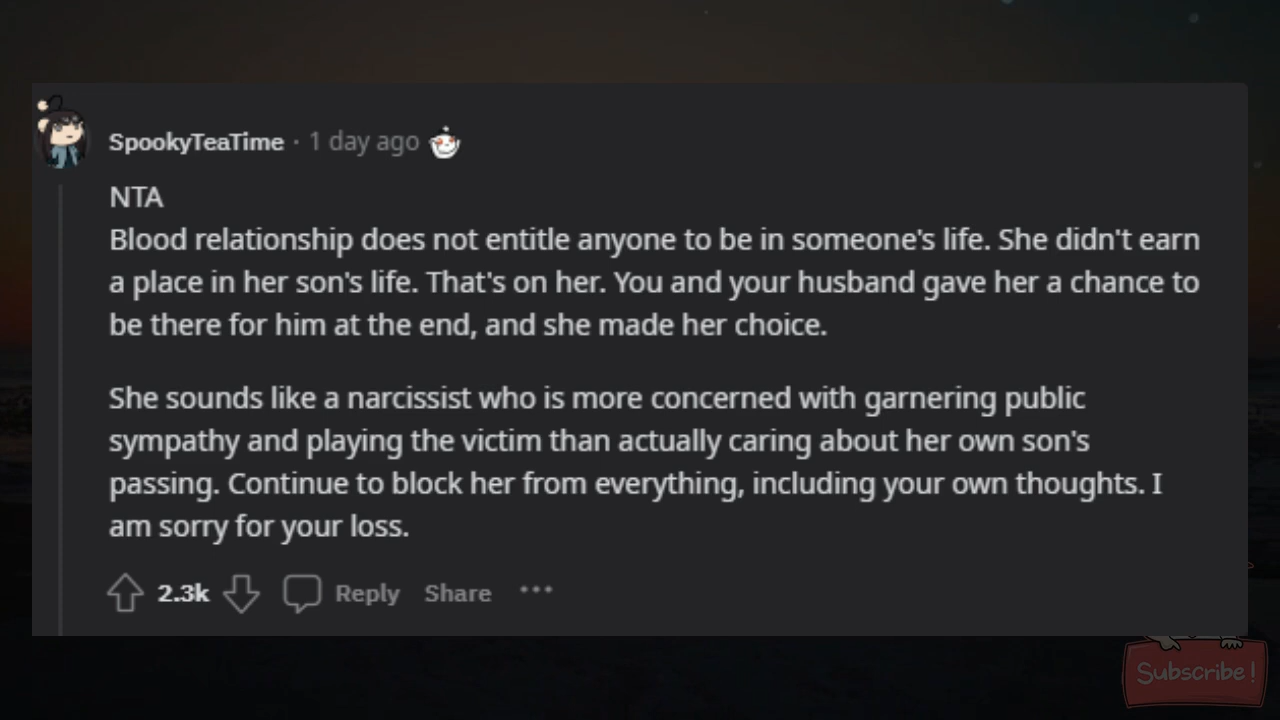 SpookyTeaTime · 1 day ago
NTA
Blood relationship does not entitle anyone to be in someone's life. She didn't earn
a place in her son's life. That's on her. You and your husband gave her a chance to
be there for him at the end, and she made her choice.
She sounds like a narcissist who is more concerned with garnering public
sympathy and playing the victim than actually caring about her own son's
passing. Continue to block her from everything, including your own thoughts. I
am sorry for your loss.
2.3k Reply Share ···
Subscribe!